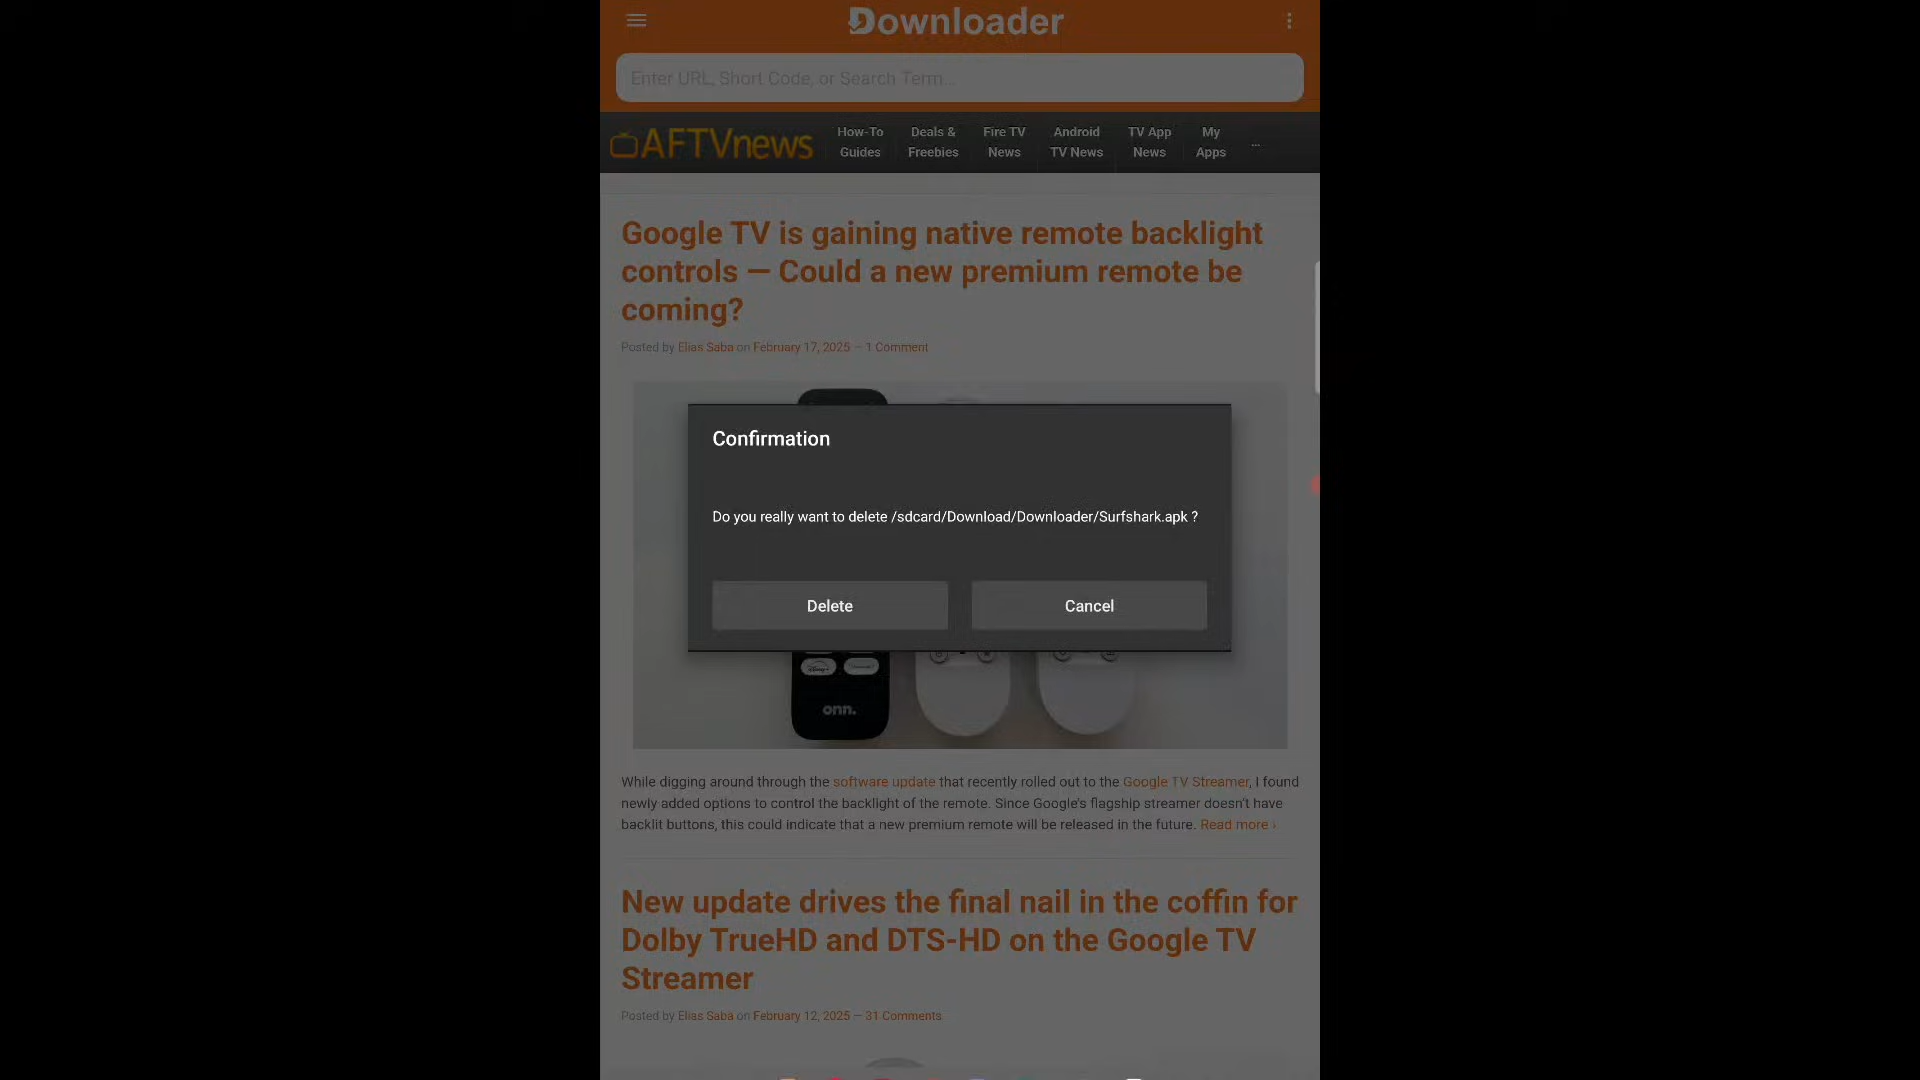 Downloader
Enter URL, Short Code, or Search Term...
AFTVnews
How-To Guides
Deals & Freebies
Fire TV News
Android TV News
TV App News
My Apps
...
Google TV is gaining native remote backlight
controls — Could a new premium remote be
coming?
Posted by Elias Saba on February 17, 2025 — 1 Comment
Confirmation
Do you really want to delete /sdcard/Download/Downloader/Surfshark.apk ?
Delete
Cancel
onn.
While digging around through the software update that recently rolled out to the Google TV Streamer, I found
newly added options to control the backlight of the remote. Since Google's flagship streamer doesn't have
backlit buttons, this could indicate that a new premium remote will be released in the future. Read more ›
New update drives the final nail in the coffin for
Dolby TrueHD and DTS-HD on the Google TV
Streamer
Posted by Elias Saba on February 12, 2025 — 31 Comments